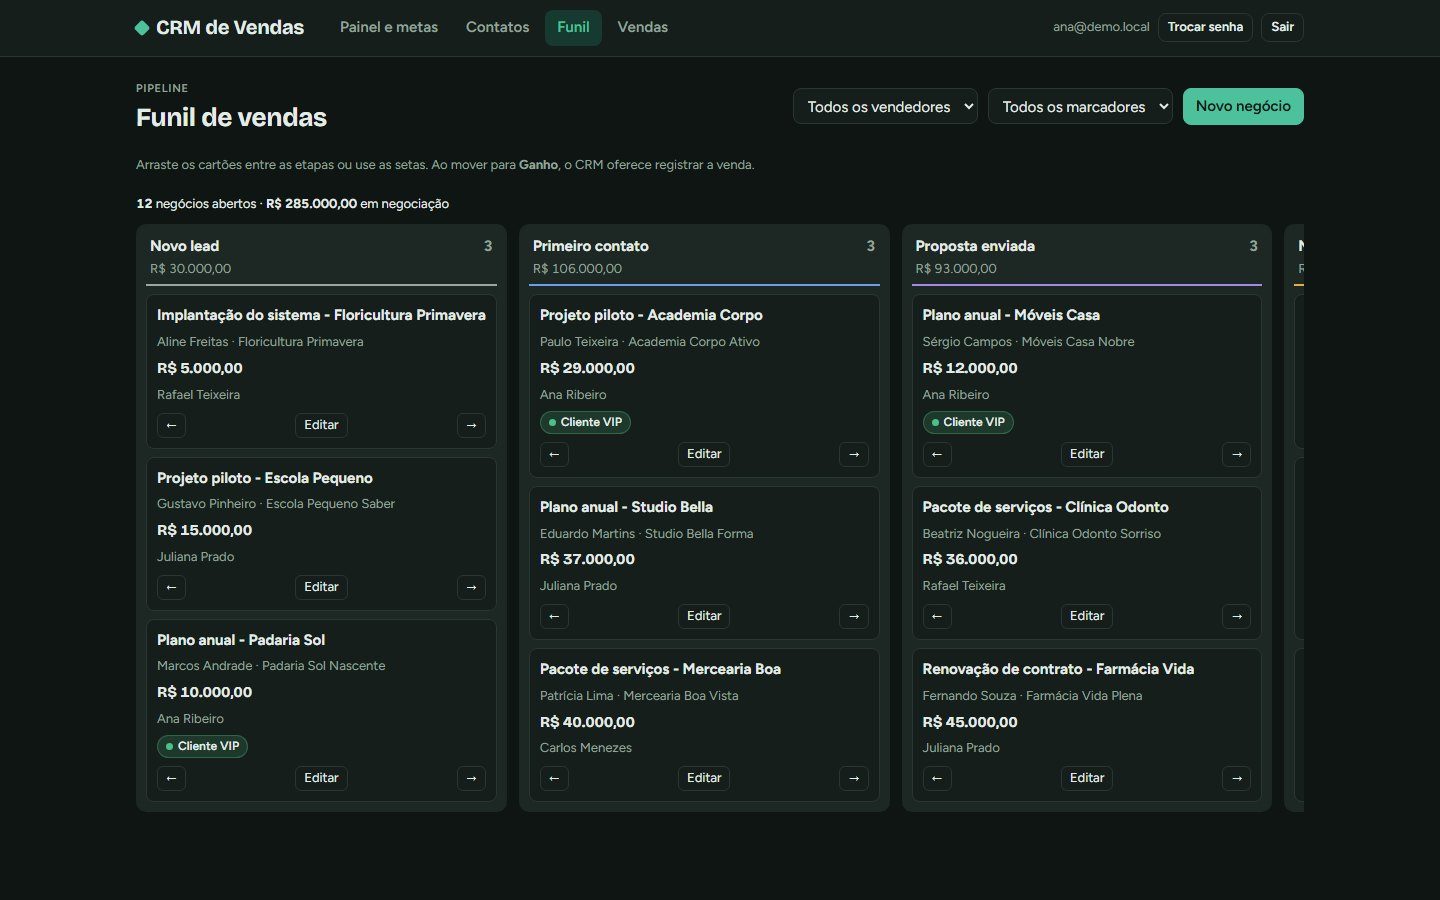 CRM de Vendas
Painel e metas
Contatos
Funil
Vendas
ana@demo.local
Trocar senha
Sair
PIPELINE
Funil de vendas
Todos os vendedores
Todos os marcadores
Novo negócio
Arraste os cartões entre as etapas ou use as setas. Ao mover para Ganho, o CRM oferece registrar a venda.
12 negócios abertos · R$ 285.000,00 em negociação
Novo lead 3
R$ 30.000,00
Implantação do sistema - Floricultura Primavera
Aline Freitas · Floricultura Primavera
R$ 5.000,00
Rafael Teixeira
← Editar →
Projeto piloto - Escola Pequeno
Gustavo Pinheiro · Escola Pequeno Saber
R$ 15.000,00
Juliana Prado
← Editar →
Plano anual - Padaria Sol
Marcos Andrade · Padaria Sol Nascente
R$ 10.000,00
Ana Ribeiro
Cliente VIP
← Editar →
Primeiro contato 3
R$ 106.000,00
Projeto piloto - Academia Corpo
Paulo Teixeira · Academia Corpo Ativo
R$ 29.000,00
Ana Ribeiro
Cliente VIP
← Editar →
Plano anual - Studio Bella
Eduardo Martins · Studio Bella Forma
R$ 37.000,00
Juliana Prado
← Editar →
Pacote de serviços - Mercearia Boa
Patrícia Lima · Mercearia Boa Vista
R$ 40.000,00
Carlos Menezes
← Editar →
Proposta enviada 3
R$ 93.000,00
Plano anual - Móveis Casa
Sérgio Campos · Móveis Casa Nobre
R$ 12.000,00
Ana Ribeiro
Cliente VIP
← Editar →
Pacote de serviços - Clínica Odonto
Beatriz Nogueira · Clínica Odonto Sorriso
R$ 36.000,00
Rafael Teixeira
← Editar →
Renovação de contrato - Farmácia Vida
Fernando Souza · Farmácia Vida Plena
R$ 45.000,00
Juliana Prado
← Editar →